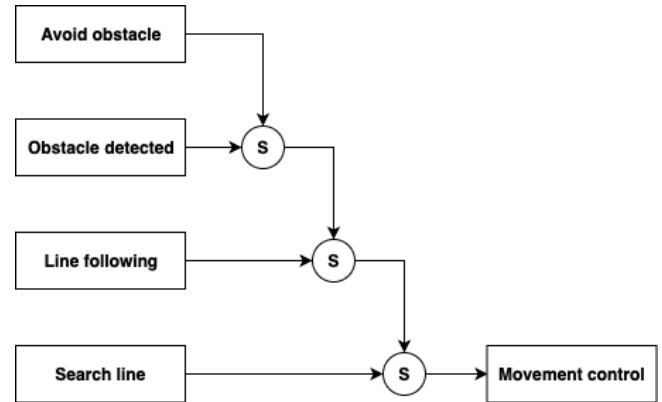 Avoid obstacle
Obstacle detected
S
Line following
S
Search line
S
Movement control